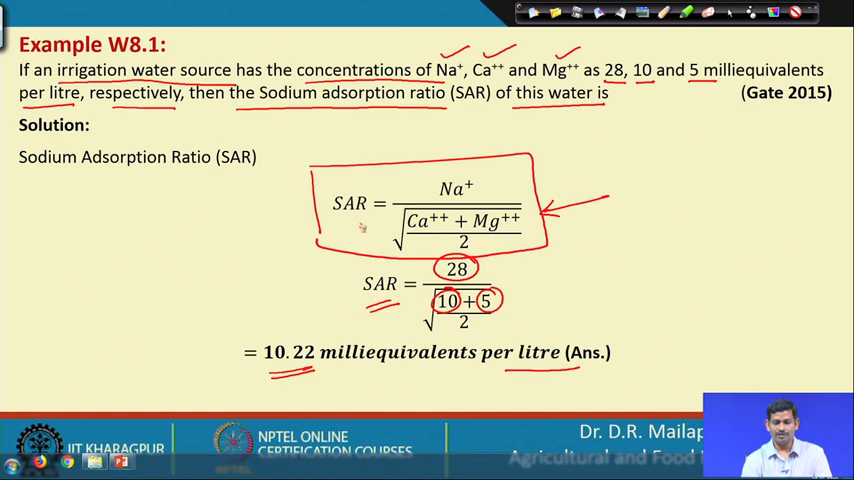 Example W8.1:
If an irrigation water source has the concentrations of Na⁺, Ca⁺⁺ and Mg⁺⁺ as 28, 10 and 5 milliequivalents
per litre, respectively, then the Sodium adsorption ratio (SAR) of this water is (Gate 2015)
Solution:
Sodium Adsorption Ratio (SAR)
SAR = Na⁺ / √((Ca⁺⁺ + Mg⁺⁺)/2)
SAR = 28 / √((10+5)/2)
= 10.22 milliequivalents per litre (Ans.)
IIT KHARAGPUR
NPTEL ONLINE
CERTIFICATION COURSES
Dr. D.R. Mailap
Agricultural and Food